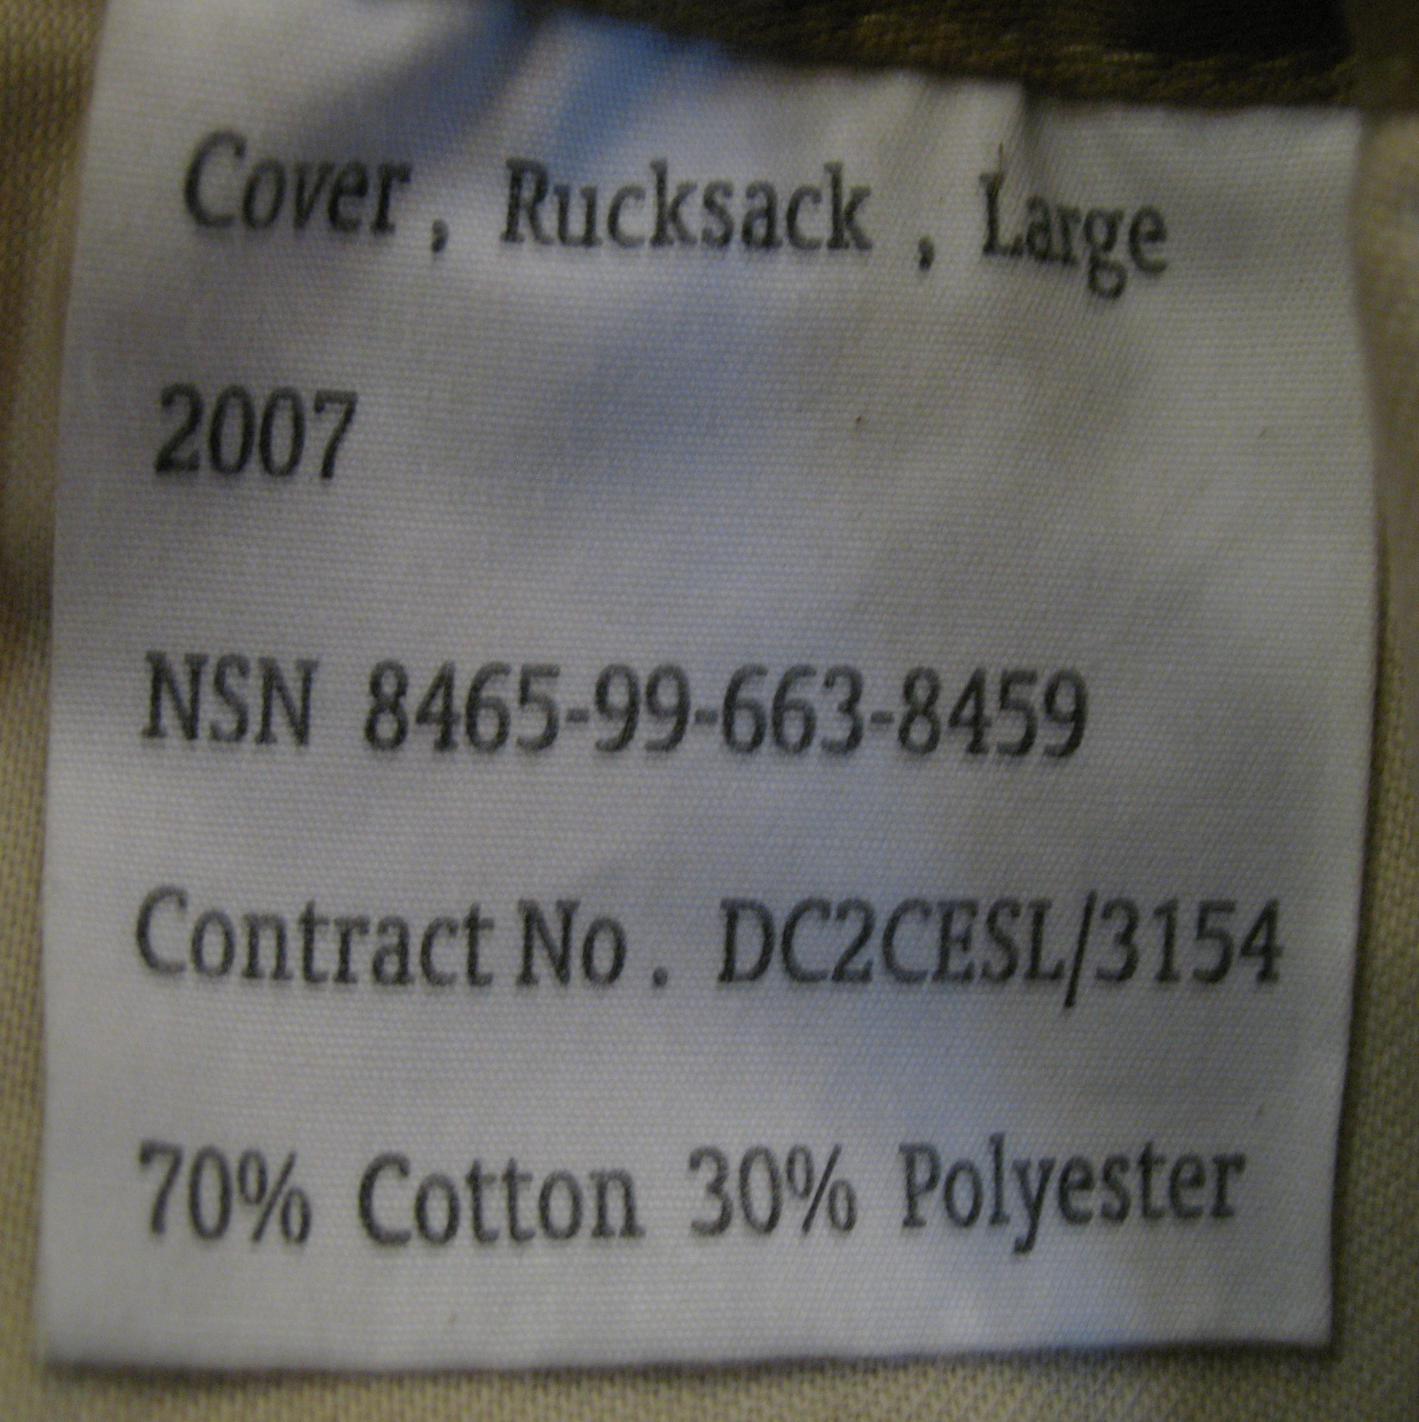 Cover, Rucksack, Large
2007
NSN 8465-99-663-8459
Contract No. DC2CESL/3154
70% Cotton 30% Polyester